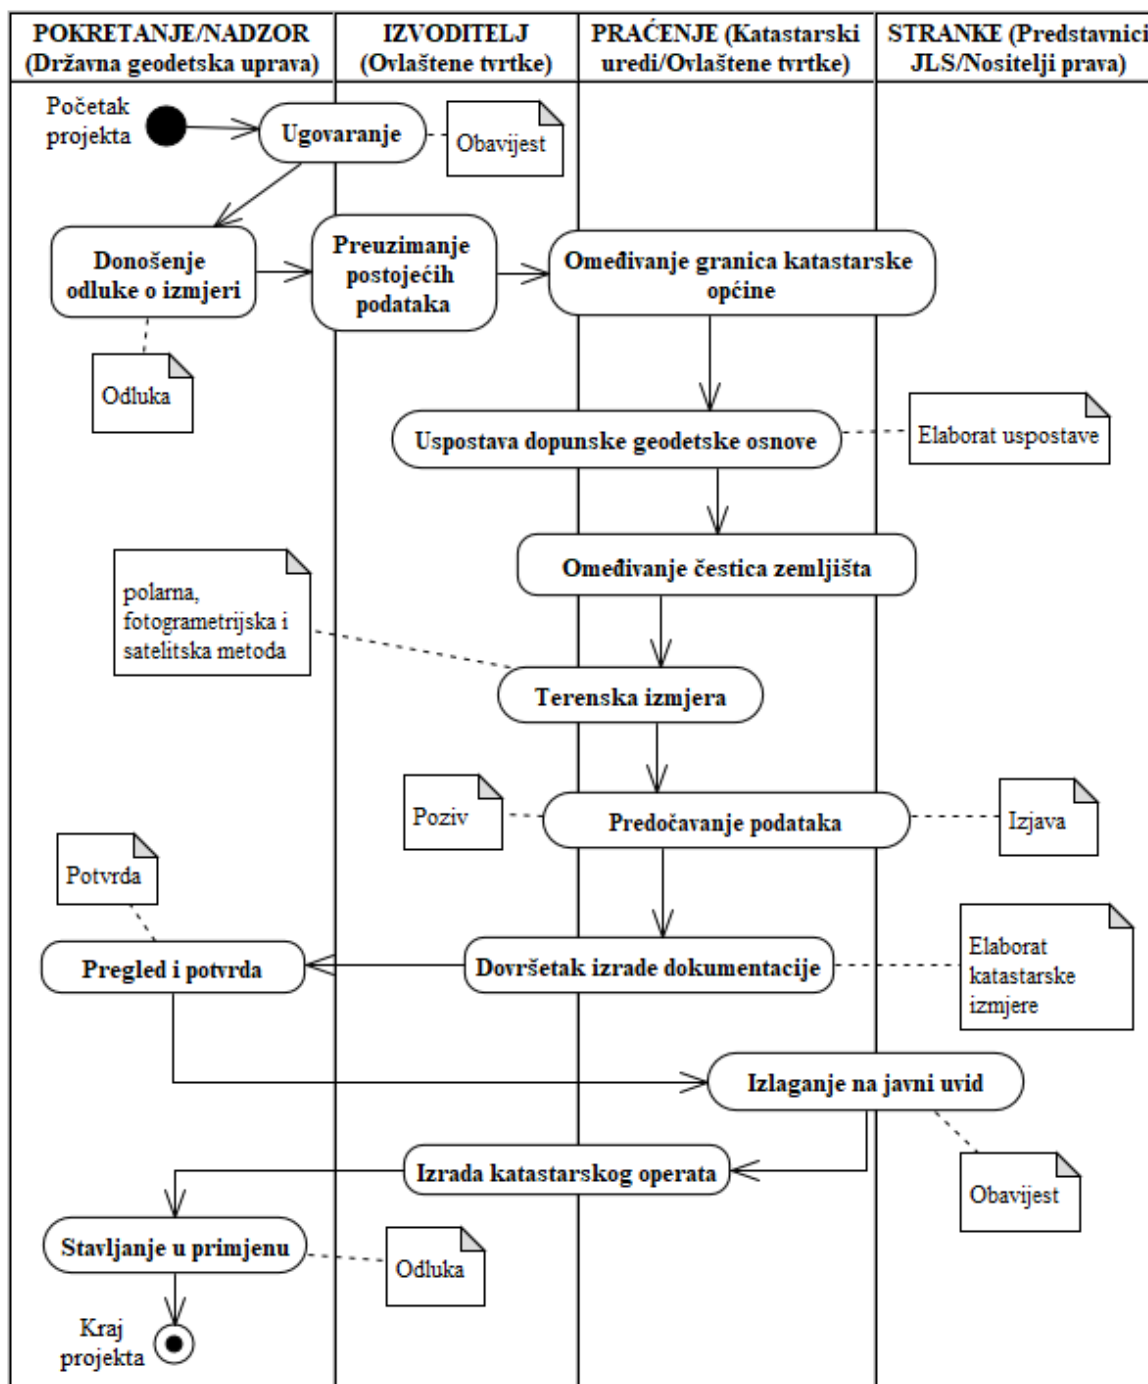 POKRETANJE/NADZOR
(Državna geodetska uprava)
IZVODITELJ
(Ovlaštene tvrtke)
PRAĆENJE (Katastarski
uredi/Ovlaštene tvrtke)
STRANKE (Predstavnici
JLS/Nositelji prava)
Početak
projekta
Ugovaranje
Obavijest
Donošenje
odluke o izmjeri
Preuzimanje
postojećih
podataka
Omeđivanje granica katastarske
općine
Odluka
Uspostava dopunske geodetske osnove
Elaborat uspostave
Omeđivanje čestica zemljišta
polarna,
fotogrametrijska i
satelitska metoda
Terenska izmjera
Poziv
Predočavanje podataka
Izjava
Potvrda
Pregled i potvrda
Dovršetak izrade dokumentacije
Elaborat
katastarske
izmjere
Izlaganje na javni uvid
Izrada katastarskog operata
Obavijest
Stavljanje u primjenu
Odluka
Kraj
projekta